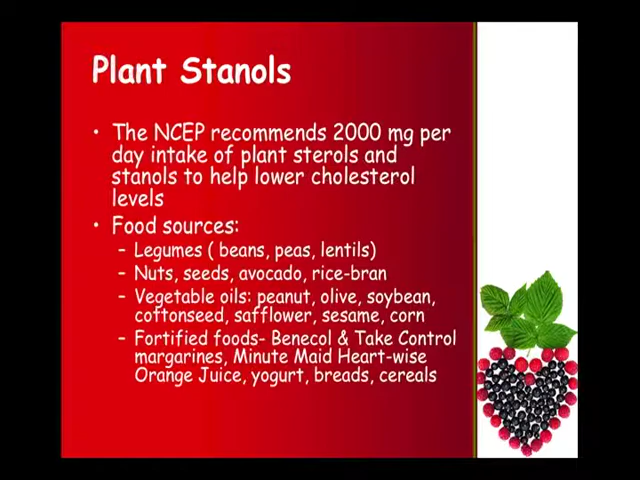 Plant Stanols
• The NCEP recommends 2000 mg per
day intake of plant sterols and
stanols to help lower cholesterol
levels
• Food sources:
– Legumes ( beans, peas, lentils)
– Nuts, seeds, avocado, rice-bran
– Vegetable oils: peanut, olive, soybean,
cottonseed, safflower, sesame, corn
– Fortified foods- Benecol & Take Control
margarines, Minute Maid Heart-wise
Orange Juice, yogurt, breads, cereals